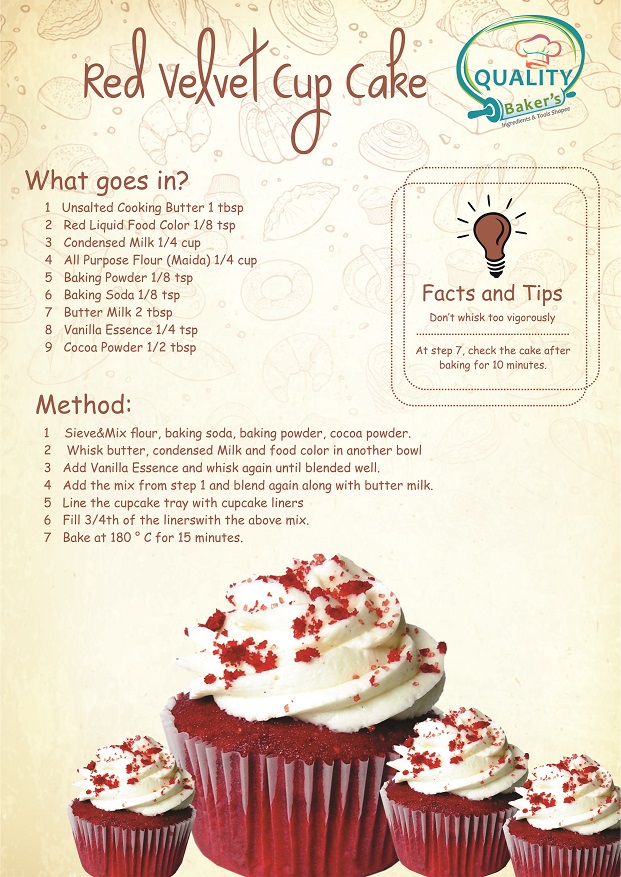 Red Velvet Cup Cake
QUALITY
Baker's
Ingredients & Tools Shopee
What goes in?
1 Unsalted Cooking Butter 1 tbsp
2 Red Liquid Food Color 1/8 tsp
3 Condensed Milk 1/4 cup
4 All Purpose Flour (Maida) 1/4 cup
5 Baking Powder 1/8 tsp
6 Baking Soda 1/8 tsp
7 Butter Milk 2 tbsp
8 Vanilla Essence 1/4 tsp
9 Cocoa Powder 1/2 tbsp
Facts and Tips
Don't whisk too vigorously
At step 7, check the cake after
baking for 10 minutes.
Method:
1 Sieve&Mix flour, baking soda, baking powder, cocoa powder.
2 Whisk butter, condensed Milk and food color in another bowl
3 Add Vanilla Essence and whisk again until blended well.
4 Add the mix from step 1 and blend again along with butter milk.
5 Line the cupcake tray with cupcake liners
6 Fill 3/4th of the linerswith the above mix.
7 Bake at 180 ° C for 15 minutes.